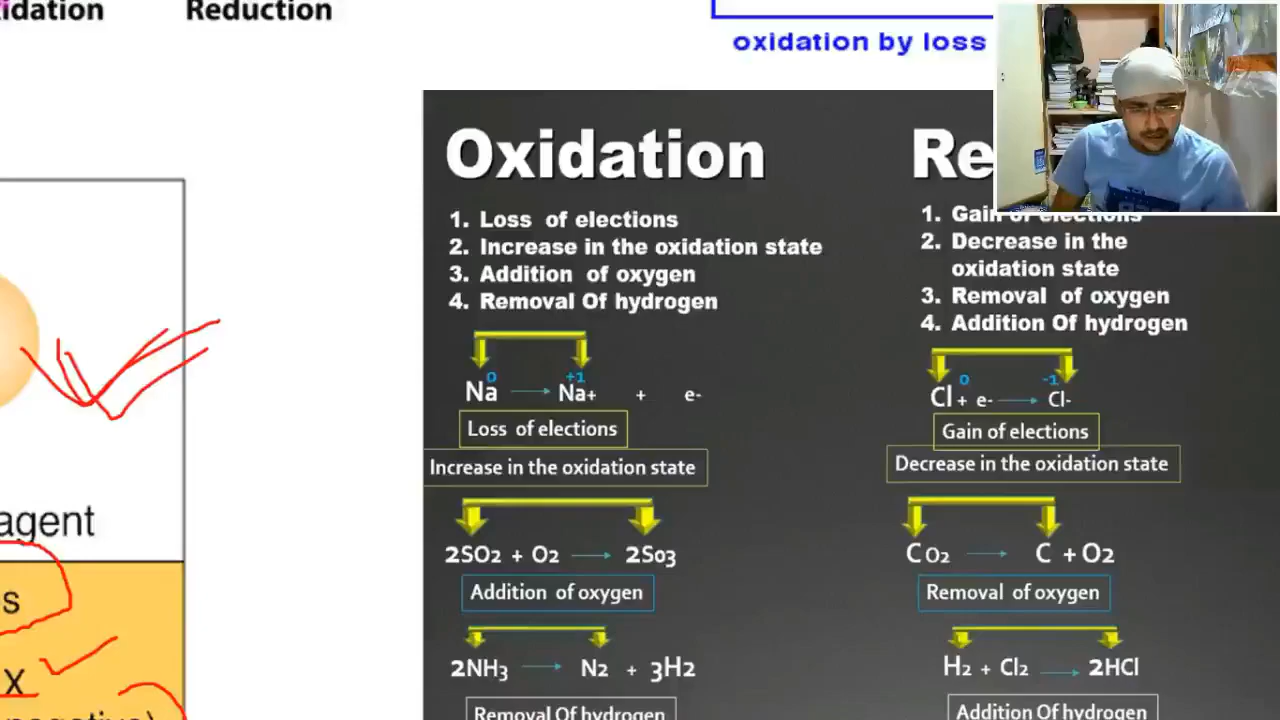 idation Reduction
oxidation by loss
Oxidation
1. Loss of elections
2. Increase in the oxidation state
3. Addition of oxygen
4. Removal Of hydrogen
Na 0 → Na+ +1 + e-
Loss of elections
Increase in the oxidation state
2SO2 + O2 → 2So3
Addition of oxygen
2NH3 → N2 + 3H2
Removal Of hydrogen
Re
1. Gain of elections
2. Decrease in the
oxidation state
3. Removal of oxygen
4. Addition Of hydrogen
Cl 0 + e- → Cl- -1
Gain of elections
Decrease in the oxidation state
CO2 → C + O2
Removal of oxygen
H2 + Cl2 → 2HCl
Addition Of hydrogen
agent
s
x
negative)